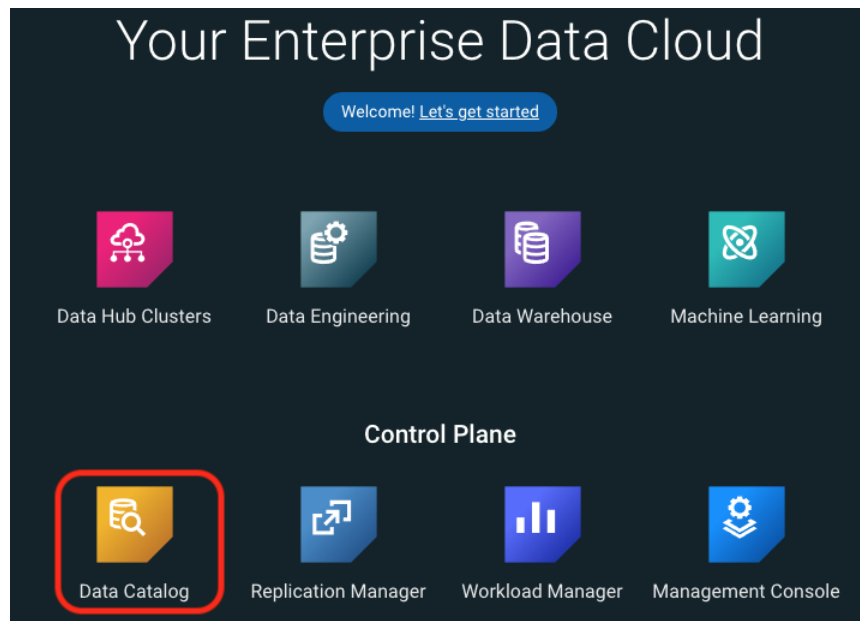 Your Enterprise Data Cloud
Welcome! Let's get started
Data Hub Clusters
Data Engineering
Data Warehouse
Machine Learning
Control Plane
Data Catalog
Replication Manager
Workload Manager
Management Console